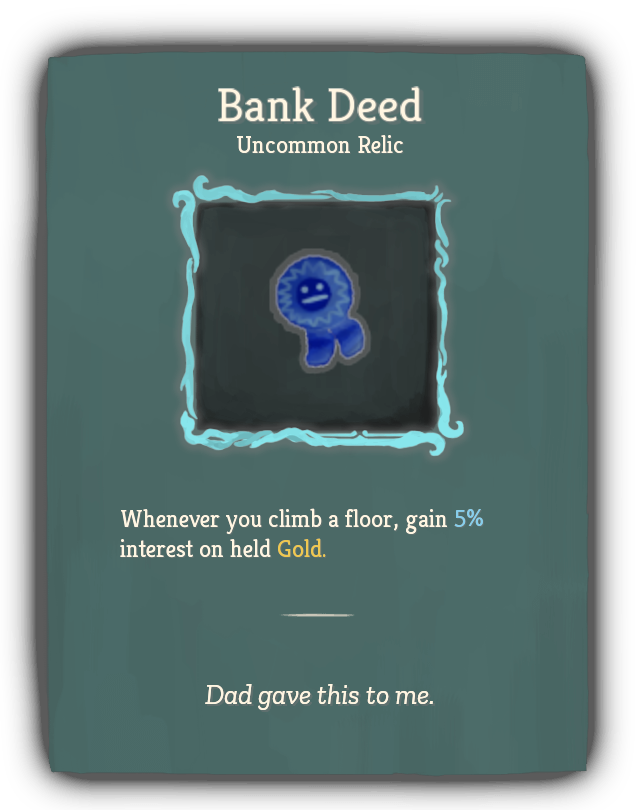 Bank Deed
Uncommon Relic
Whenever you climb a floor, gain 5%
interest on held Gold.
Dad gave this to me.